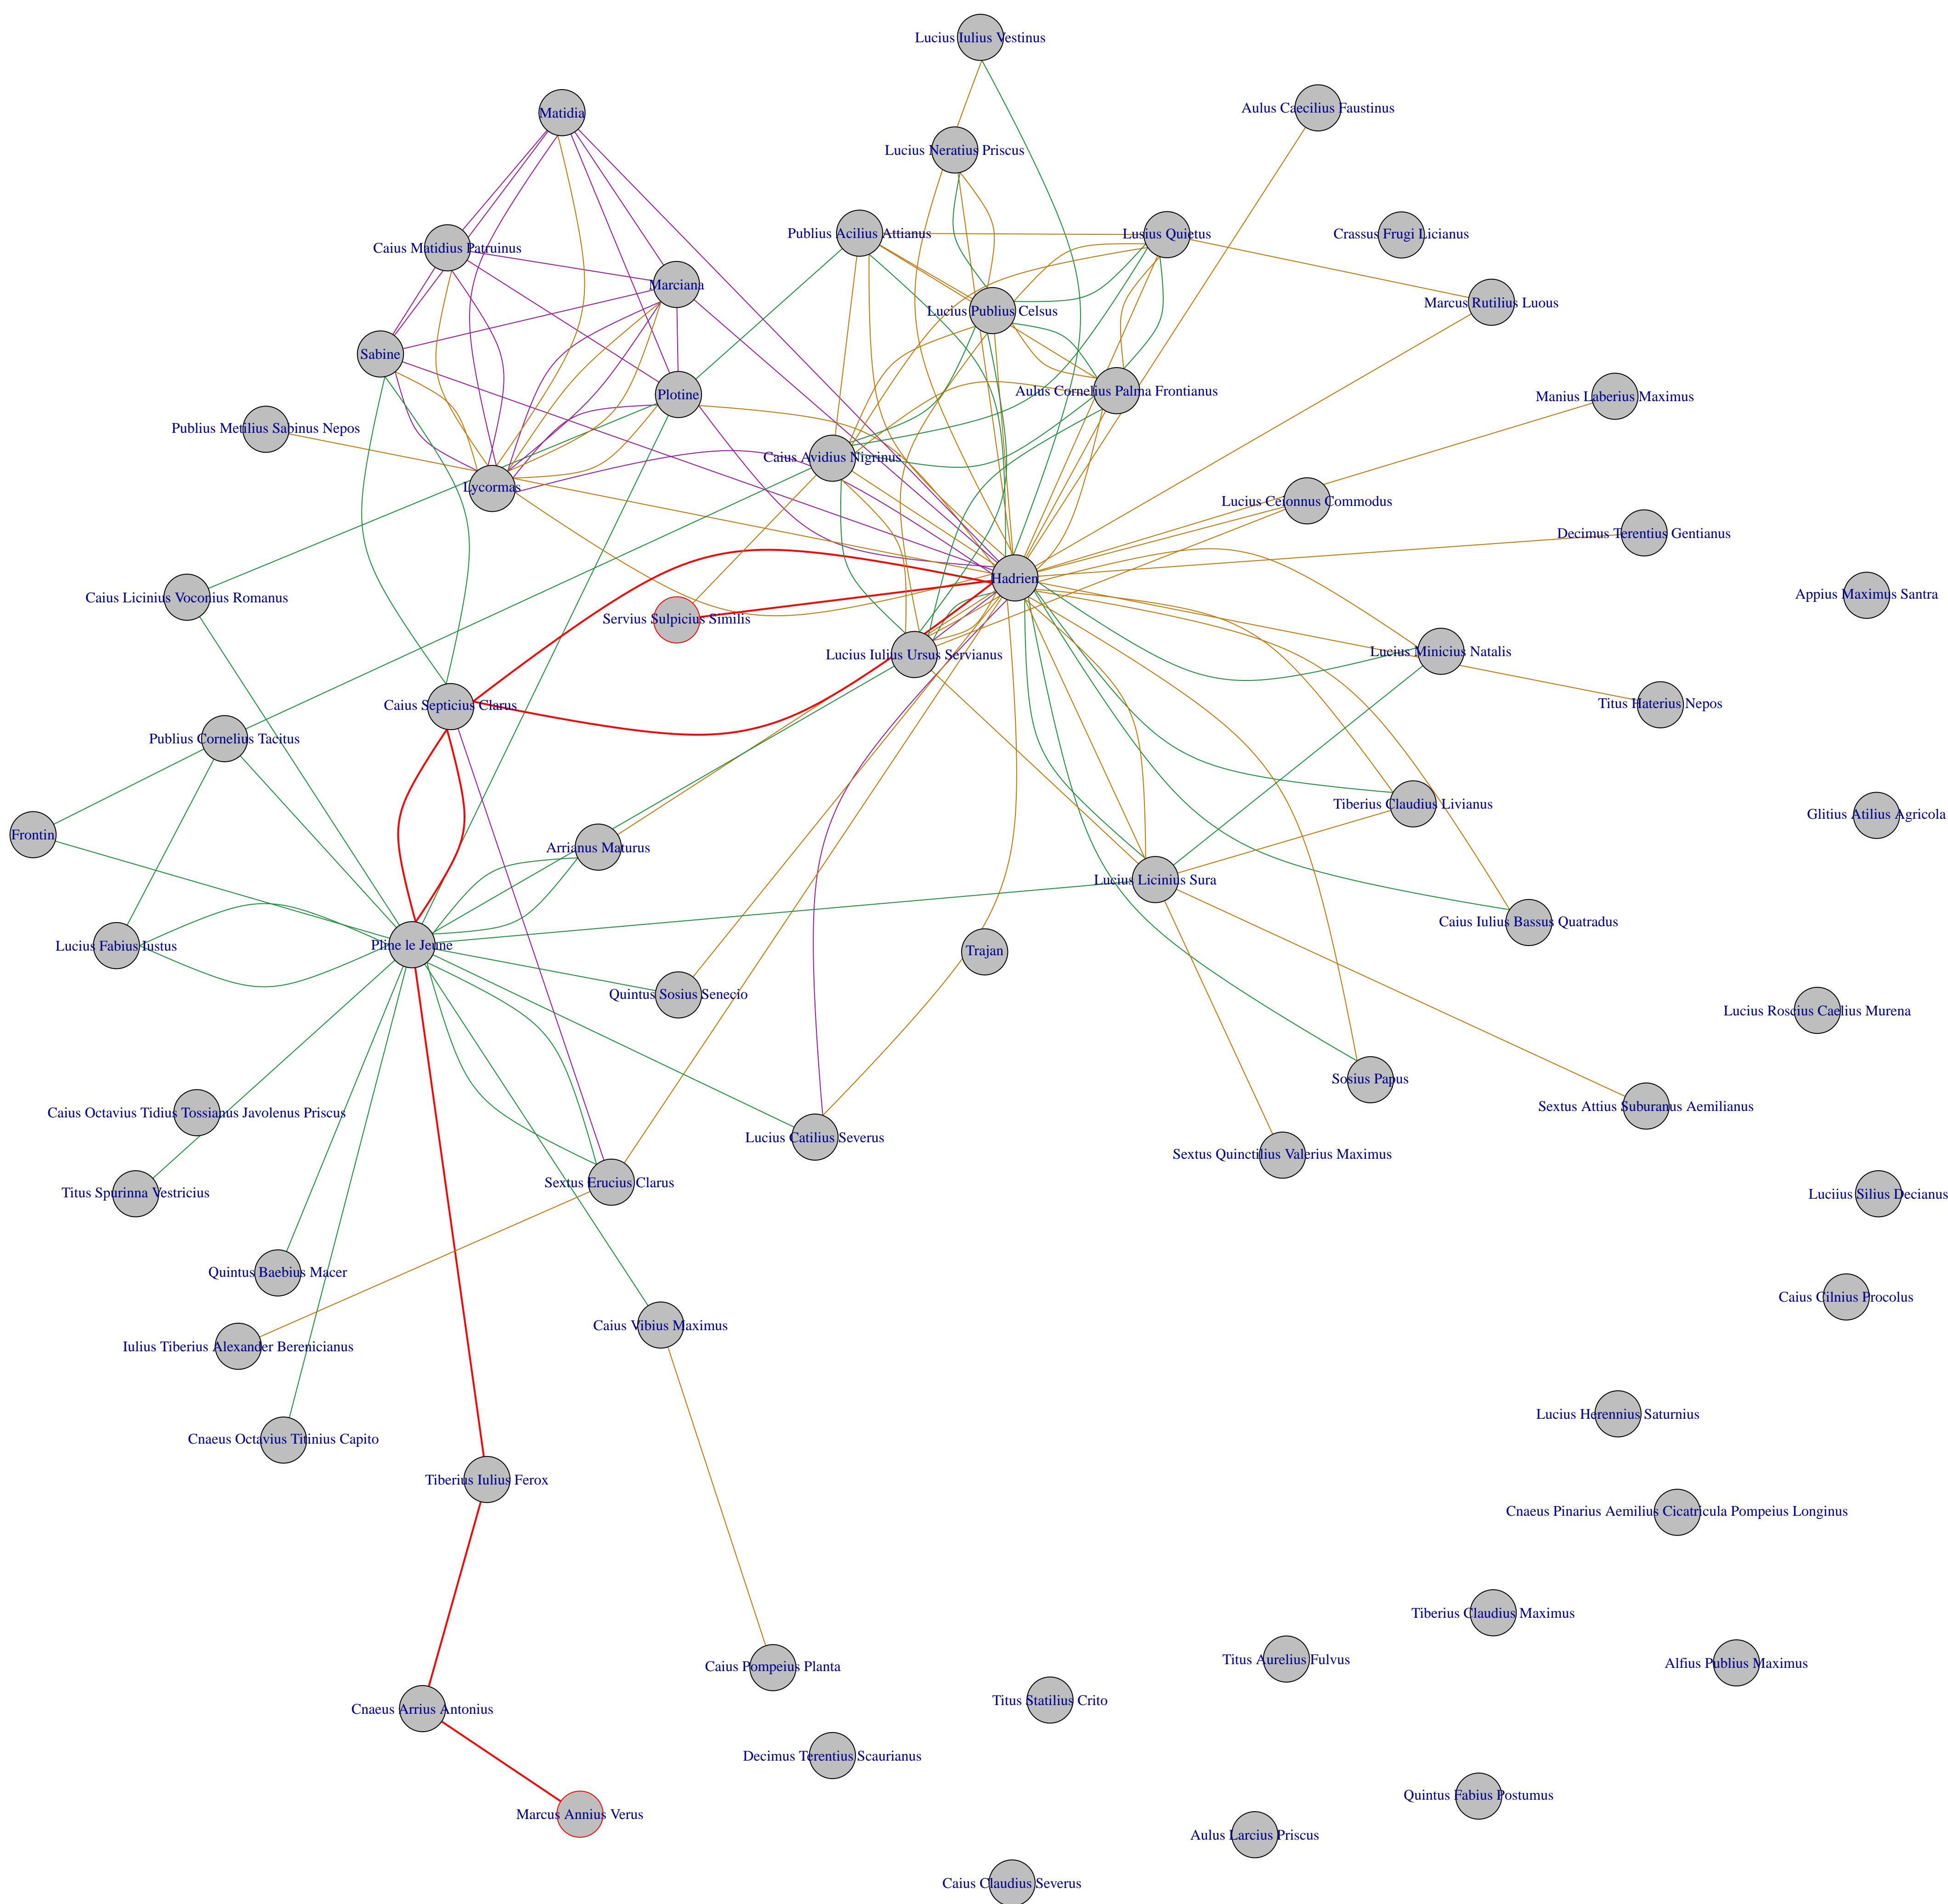 Lucius Iulius Vestinus
Aulus Caecilius Faustinus
Matidia
Lucius Neratius Priscus
Publius Acilius Attianus
Lusius Quietus
Crassus Frugi Licianus
Caius Matidius Patruinus
Marciana
Marcus Rutilius Luous
Lucius Publius Celsus
Sabine
Plotine
Aulus Cornelius Palma Frontianus
Manius Laberius Maximus
Publius Metilius Sabinus Nepos
Caius Avidius Nigrinus
Lycormas
Lucius Ceionnus Commodus
Decimus Terentius Gentianus
Hadrien
Caius Licinius Voconius Romanus
Appius Maximus Santra
Servius Sulpicius Similis
Lucius Iulius Ursus Servianus
Lucius Minicius Natalis
Caius Septicius Clarus
Titus Haterius Nepos
Publius Cornelius Tacitus
Tiberius Claudius Livianus
Glitius Atilius Agricola
Frontin
Arrianus Maturus
Lucius Licinius Sura
Caius Iulius Bassus Quatradus
Lucius Fabius Iustus
Pline le Jeune
Trajan
Quintus Sosius Senecio
Lucius Roscius Caelius Murena
Sosius Papus
Sextus Attius Suburanus Aemilianus
Caius Octavius Tidius Tossianus Javolenus Priscus
Lucius Catilius Severus
Sextus Quinctilius Valerius Maximus
Sextus Erucius Clarus
Titus Spurinna Vestricius
Luciius Silius Decianus
Quintus Baebius Macer
Caius Cilnius Procolus
Caius Vibius Maximus
Iulius Tiberius Alexander Berenicianus
Lucius Herennius Saturnius
Cnaeus Octavius Titinius Capito
Tiberius Iulius Ferox
Cnaeus Pinarius Aemilius Cicatricula Pompeius Longinus
Tiberius Claudius Maximus
Titus Aurelius Fulvus
Alfius Publius Maximus
Caius Pompeius Planta
Titus Statilius Crito
Cnaeus Arrius Antonius
Decimus Terentius Scaurianus
Quintus Fabius Postumus
Marcus Annius Verus
Aulus Larcius Priscus
Caius Claudius Severus